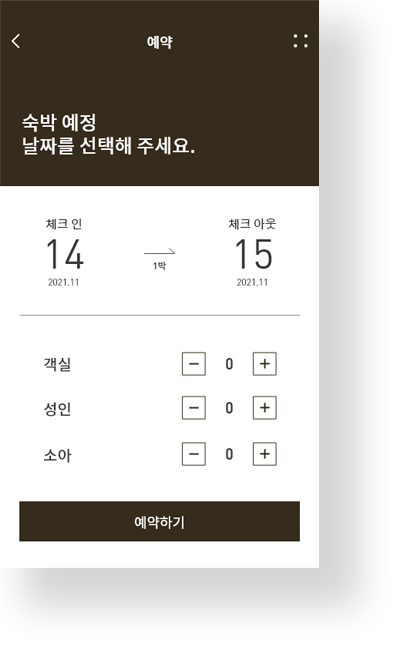 예약
숙박 예정
날짜를 선택해 주세요.
체크 인
체크 아웃
14
15
1박
2021.11
2021.11
객실 − 0 +
성인 − 0 +
소아 − 0 +
예약하기